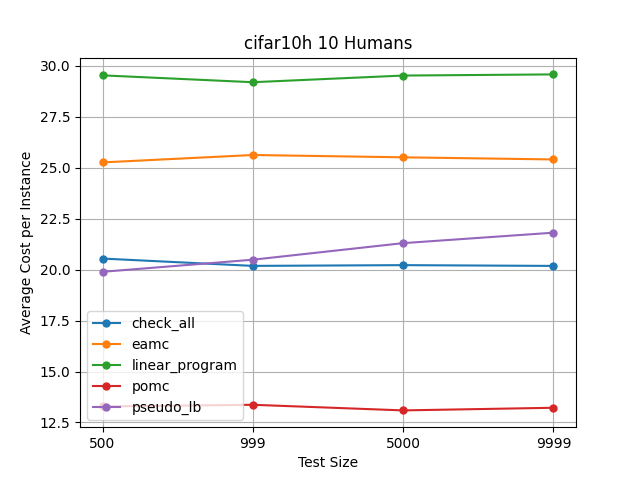 cifar10h 10 Humans
30.0
27.5
25.0
22.5
20.0
17.5
15.0
12.5
Average Cost per Instance
check_all
eamc
linear_program
pomc
pseudo_lb
500 999 5000 9999
Test Size